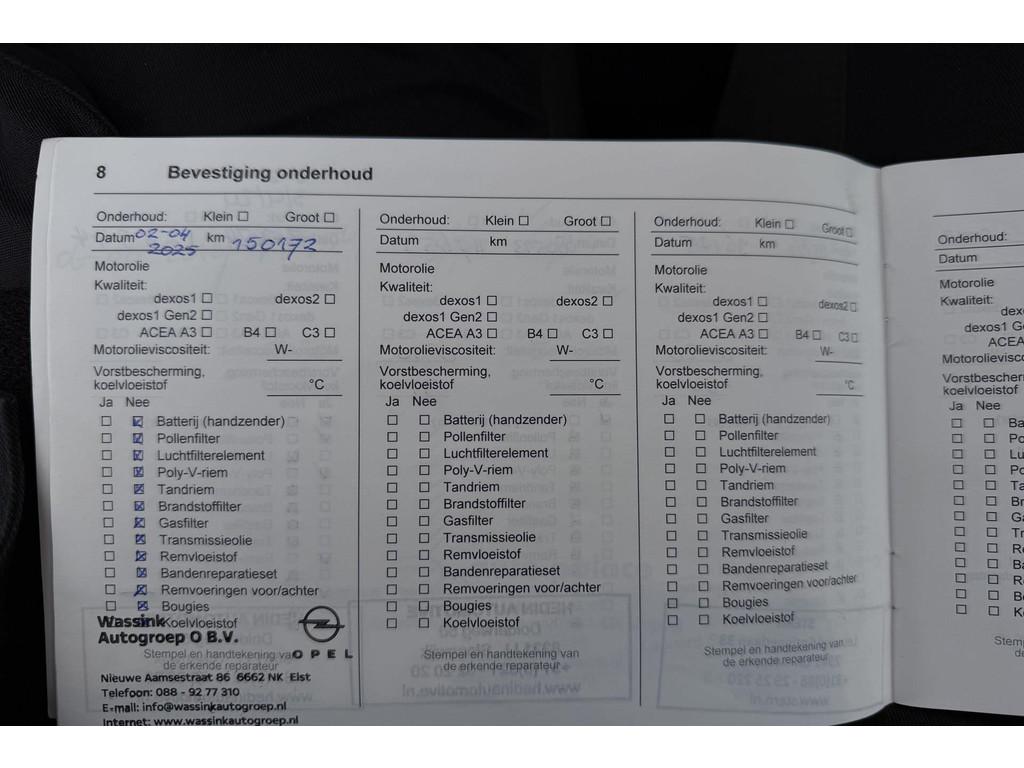 8 Bevestiging onderhoud
Onderhoud: Klein ☐ Groot ☐
Datum 02-04 2025 km 150172
Motorolie
Kwaliteit:
dexos1 ☐ dexos2 ☐
dexos1 Gen2 ☐
ACEA A3 ☐ B4 ☐ C3 ☐
Motorolieviscositeit: W-
Vorstbescherming,
koelvloeistof °C
Ja Nee
☐ ☒ Batterij (handzender)
☐ ☒ Pollenfilter
☐ ☒ Luchtfilterelement
☐ ☒ Poly-V-riem
☐ ☒ Tandriem
☐ ☒ Brandstoffilter
☐ ☒ Gasfilter
☐ ☒ Transmissieolie
☐ ☒ Remvloeistof
☐ ☒ Bandenreparatieset
☐ ☒ Remvoeringen voor/achter
☐ ☒ Bougies
Koelvloeistof
Wassink
Autogroep O B.V.
OPEL
Stempel en handtekening van
de erkende reparateur
Nieuwe Aamsestraat 86 6662 NK Elst
Telefoon: 088 - 92 77 310
E-mail: info@wassinkautogroep.nl
Internet: www.wassinkautogroep.nl
Onderhoud: Klein ☐ Groot ☐
Datum km
Motorolie
Kwaliteit:
dexos1 ☐ dexos2 ☐
dexos1 Gen2 ☐
ACEA A3 ☐ B4 ☐ C3 ☐
Motorolieviscositeit: W-
Vorstbescherming,
koelvloeistof °C
Ja Nee
☐ ☐ Batterij (handzender)
☐ ☐ Pollenfilter
☐ ☐ Luchtfilterelement
☐ ☐ Poly-V-riem
☐ ☐ Tandriem
☐ ☐ Brandstoffilter
☐ ☐ Gasfilter
☐ ☐ Transmissieolie
☐ ☐ Remvloeistof
☐ ☐ Bandenreparatieset
☐ ☐ Remvoeringen voor/achter
☐ ☐ Bougies
☐ ☐ Koelvloeistof
Stempel en handtekening van
de erkende reparateur
Onderhoud: Klein ☐ Groot ☐
Datum km
Motorolie
Kwaliteit:
dexos1 ☐ dexos2 ☐
dexos1 Gen2 ☐
ACEA A3 ☐ B4 ☐ C3 ☐
Motorolieviscositeit: W-
Vorstbescherming,
koelvloeistof °C
Ja Nee
☐ ☐ Batterij (handzender)
☐ ☐ Pollenfilter
☐ ☐ Luchtfilterelement
☐ ☐ Poly-V-riem
☐ ☐ Tandriem
☐ ☐ Brandstoffilter
☐ ☐ Gasfilter
☐ ☐ Transmissieolie
☐ ☐ Remvloeistof
☐ ☐ Bandenreparatieset
☐ ☐ Remvoeringen voor/achter
☐ ☐ Bougies
☐ ☐ Koelvloeistof
Stempel en handtekening van
de erkende reparateur
Onderhoud:
Datum
Motorolie
Kwaliteit:
dexos1 Gen2
ACEA
Ja Nee